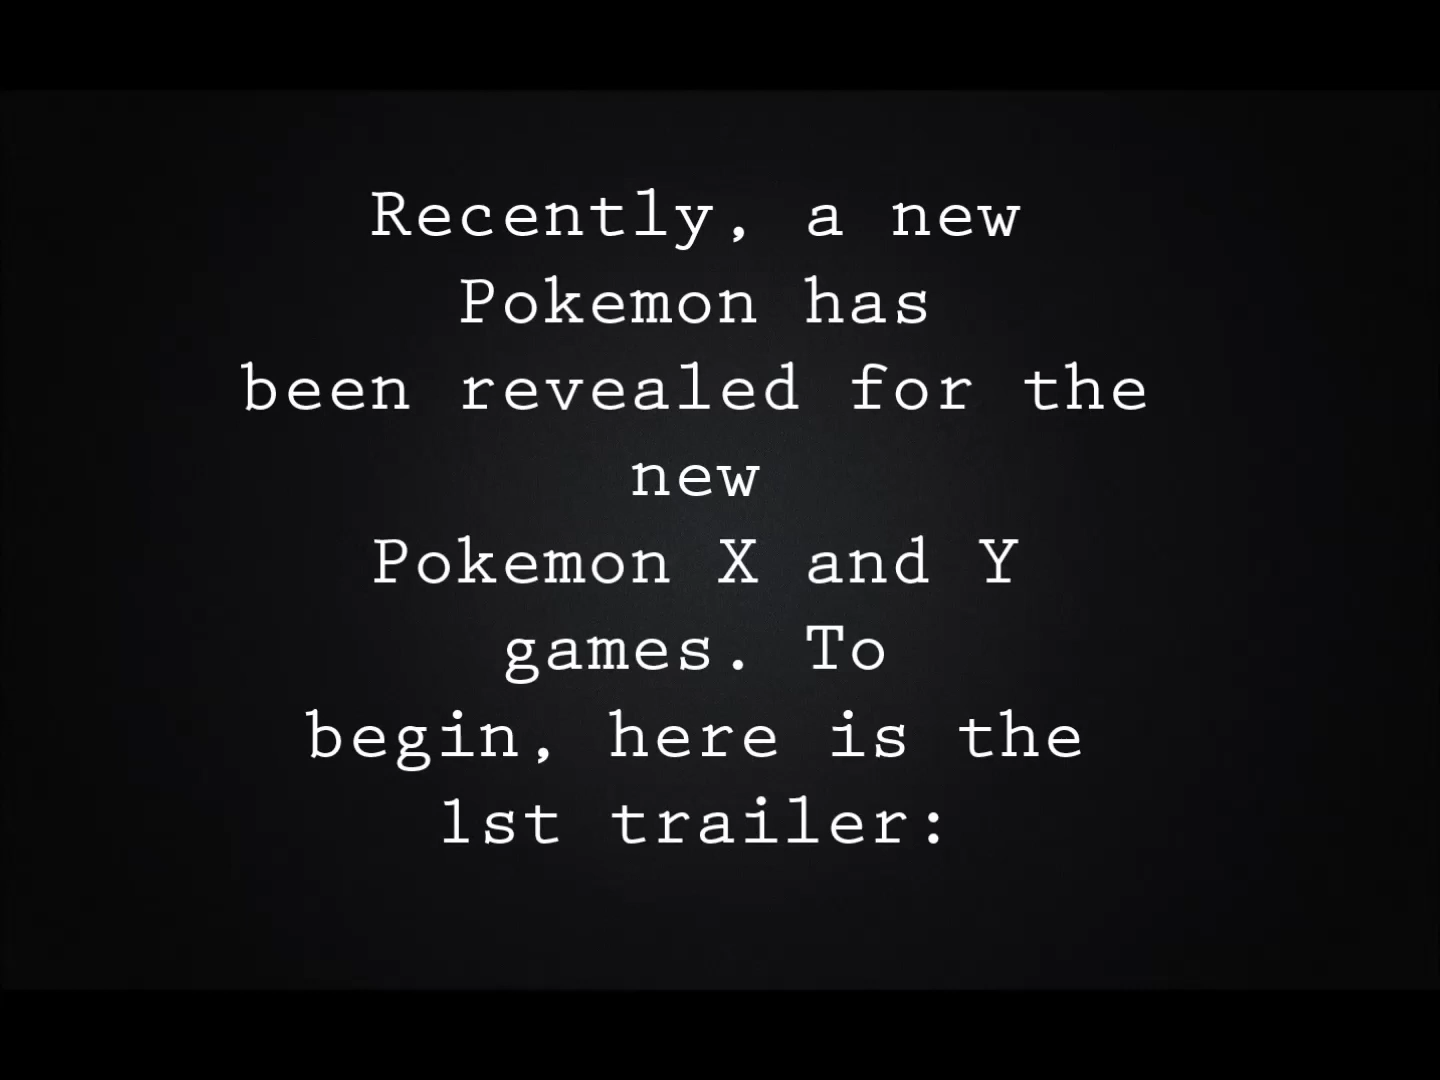 Recently, a new
Pokemon has
been revealed for the
new
Pokemon X and Y
games. To
begin, here is the
1st trailer: